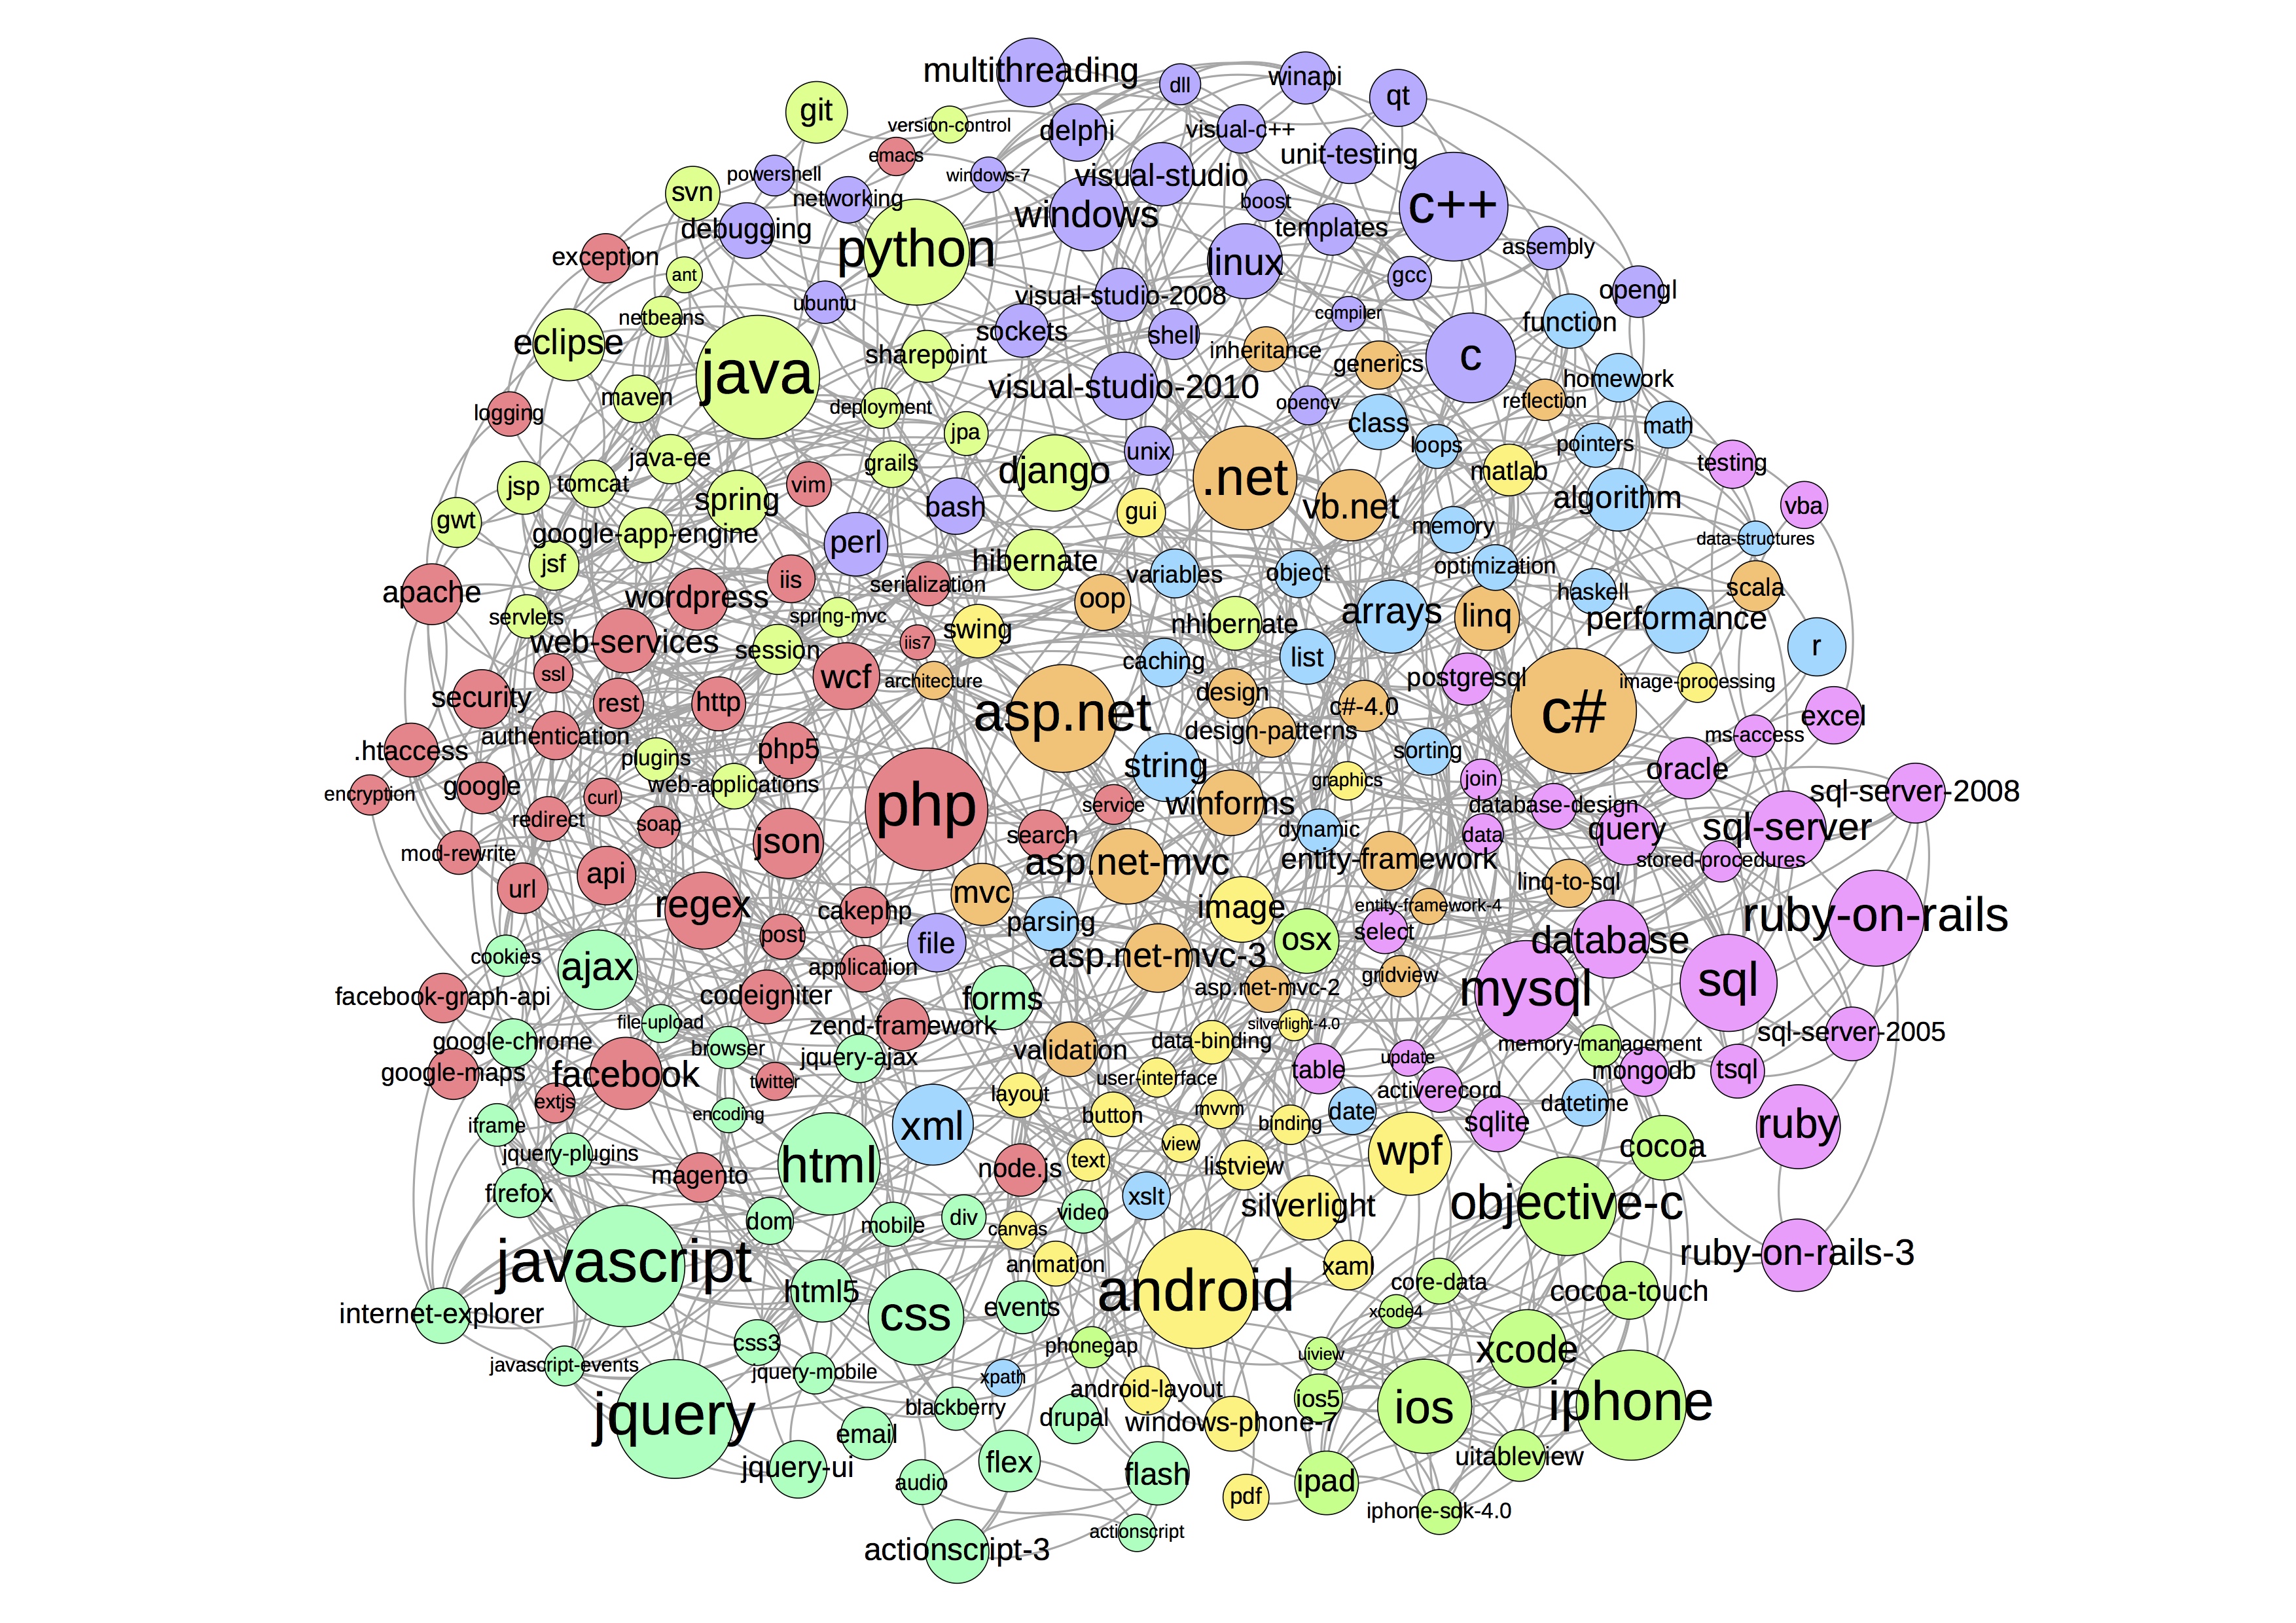 multithreading
dll
winapi
qt
git
version-control
delphi
visual-c++
emacs
unit-testing
powershell
windows-7
visual-studio
svn
networking
boost
c++
windows
templates
debugging
python
assembly
exception
linux
ant
gcc
opengl
ubuntu
visual-studio-2008
netbeans
compiler
function
sockets
shell
eclipse
sharepoint
inheritance
generics
c
java
visual-studio-2010
homework
maven
deployment
opencv
reflection
logging
class
math
jpa
loops
pointers
java-ee
grails
unix
testing
django
matlab
.net
jsp
tomcat
vim
spring
algorithm
vba
bash
gui
vb.net
gwt
google-app-engine
memory
data-structures
perl
jsf
hibernate
variables
object
optimization
iis
serialization
scala
apache
haskell
wordpress
oop
arrays
linq
servlets
spring-mvc
swing
nhibernate
performance
web-services
iis7
session
r
caching
list
ssl
wcf
architecture
postgresql
image-processing
security
rest
http
design
c#-4.0
asp.net
c#
excel
authentication
design-patterns
ms-access
.htaccess
php5
sorting
plugins
string
oracle
google
web-applications
graphics
join
encryption
curl
sql-server-2008
php
service
winforms
database-design
redirect
soap
search
dynamic
data
query
sql-server
json
mod-rewrite
asp.net-mvc
entity-framework
stored-procedures
api
url
mvc
linq-to-sql
regex
cakephp
image
entity-framework-4
ruby-on-rails
parsing
post
file
osx
select
database
cookies
ajax
application
asp.net-mvc-3
gridview
sql
facebook-graph-api
codeigniter
forms
asp.net-mvc-2
mysql
file-upload
zend-framework
silverlight-4.0
sql-server-2005
google-chrome
browser
jquery-ajax
validation
data-binding
memory-management
update
google-maps
facebook
twitter
user-interface
table
mongodb
tsql
layout
activerecord
extjs
encoding
button
mvvm
date
datetime
iframe
xml
binding
sqlite
ruby
view
wpf
jquery-plugins
html
text
cocoa
magento
node.js
listview
firefox
xslt
silverlight
objective-c
dom
mobile
div
video
canvas
javascript
animation
xaml
ruby-on-rails-3
html5
android
core-data
cocoa-touch
internet-explorer
css
events
xcode4
css3
phonegap
uiview
xcode
javascript-events
jquery-mobile
xpath
android-layout
ios5
iphone
jquery
blackberry
drupal
windows-phone-7
ios
email
uitableview
jquery-ui
flex
flash
audio
ipad
pdf
iphone-sdk-4.0
actionscript
actionscript-3